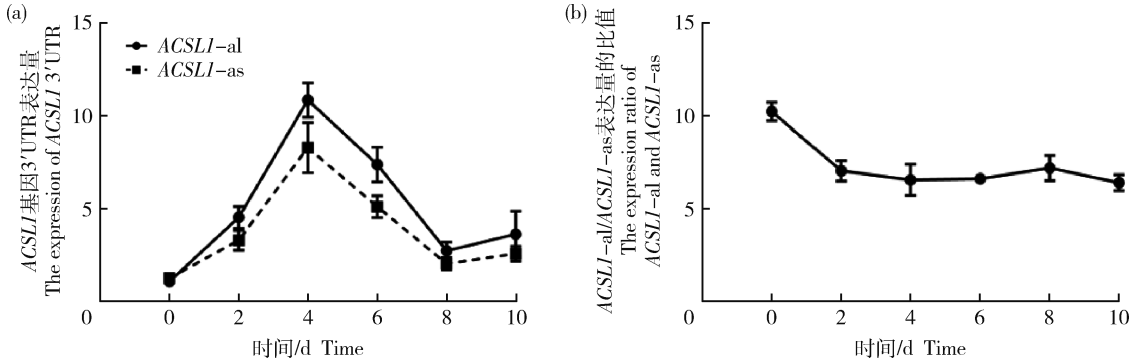 (a)
ACSL1基因3′UTR表达量
The expression of ACSL1 3′UTR
15
10
5
0
ACSL1-al
ACSL1-as
0 2 4 6 8 10
时间/d Time
(b)
ACSL1-al/ACSL1-as表达量的比值
The expression ratio of
ACSL1-al and ACSL1-as
15
10
5
0
0 2 4 6 8 10
时间/d Time